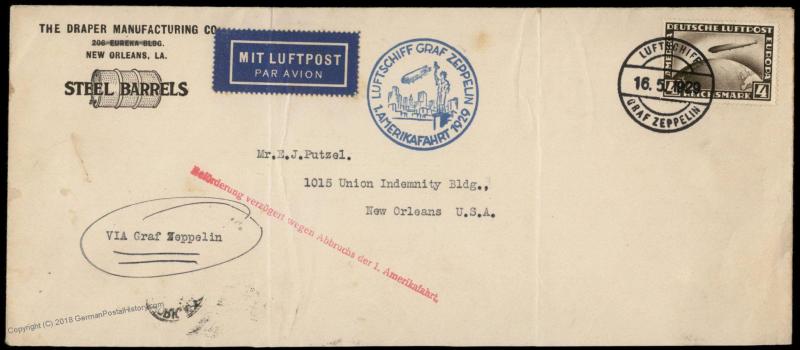 THE DRAPER MANUFACTURING CO.
206 EUREKA BLDG.
NEW ORLEANS, LA.
STEEL BARRELS
MIT LUFTPOST
PAR AVION
LUFTSCHIFF GRAF ZEPPELIN
1. AMERIKAFAHRT 1929
LUFTSCHIFF
16.5.1929
GRAF ZEPPELIN
DEUTSCHE LUFTPOST
EUROPA
AMERIKA
4 REICHSMARK 4
Mr.E.J.Putzel.
1015 Union Indemnity Bldg.,
New Orleans U.S.A.
Beförderung verzögert wegen Abbruchs der 1. Amerikafahrt.
VIA Graf Zeppelin
Copyright (C) 2018 GermanPostalHistory.com